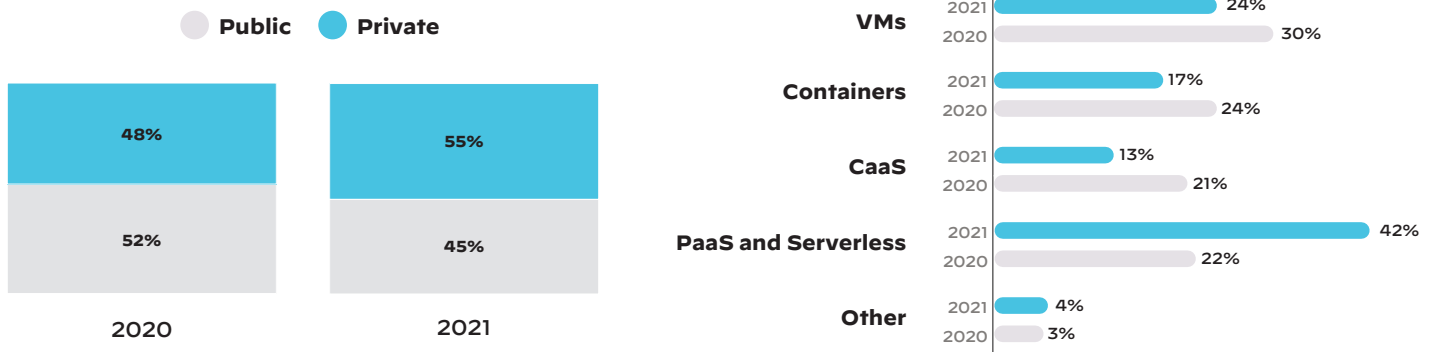 Public Private
48%
52%
2020
55%
45%
2021
VMs
2021 24%
2020 30%
Containers
2021 17%
2020 24%
CaaS
2021 13%
2020 21%
PaaS and Serverless
2021 42%
2020 22%
Other
2021 4%
2020 3%